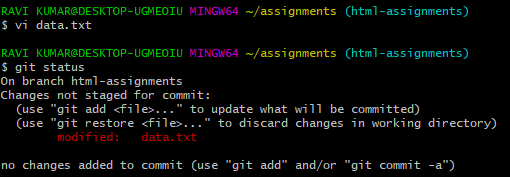 RAVI KUMAR@DESKTOP-UGMEOIU MINGW64 ~/assignments (html-assignments)
$ vi data.txt
RAVI KUMAR@DESKTOP-UGMEOIU MINGW64 ~/assignments (html-assignments)
$ git status
On branch html-assignments
Changes not staged for commit:
(use "git add <file>..." to update what will be committed)
(use "git restore <file>..." to discard changes in working directory)
modified: data.txt
no changes added to commit (use "git add" and/or "git commit -a")